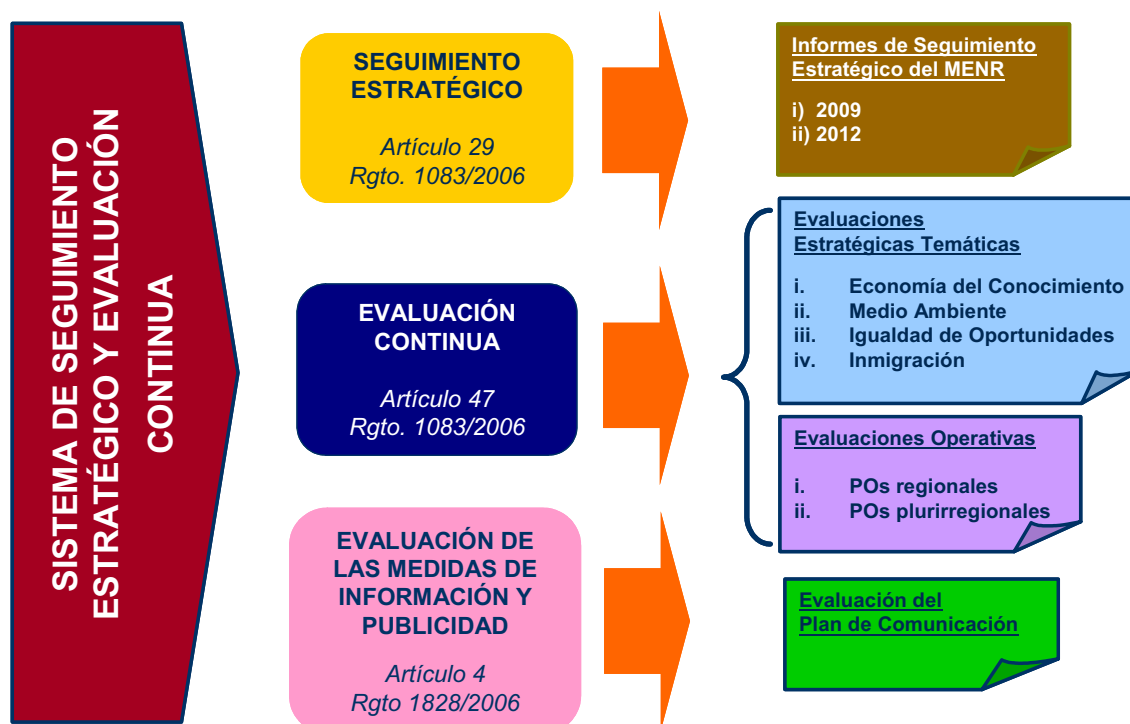 SISTEMA DE SEGUIMIENTO
ESTRATÉGICO Y EVALUACIÓN
CONTINUA
SEGUIMIENTO
ESTRATÉGICO
Artículo 29
Rgto. 1083/2006
Informes de Seguimiento
Estratégico del MENR
i) 2009
ii) 2012
EVALUACIÓN
CONTINUA
Artículo 47
Rgto. 1083/2006
Evaluaciones
Estratégicas Temáticas
i. Economía del Conocimiento
ii. Medio Ambiente
iii. Igualdad de Oportunidades
iv. Inmigración
Evaluaciones Operativas
i. POs regionales
ii. POs plurirregionales
EVALUACIÓN DE
LAS MEDIDAS DE
INFORMACIÓN Y
PUBLICIDAD
Artículo 4
Rgto 1828/2006
Evaluación del
Plan de Comunicación